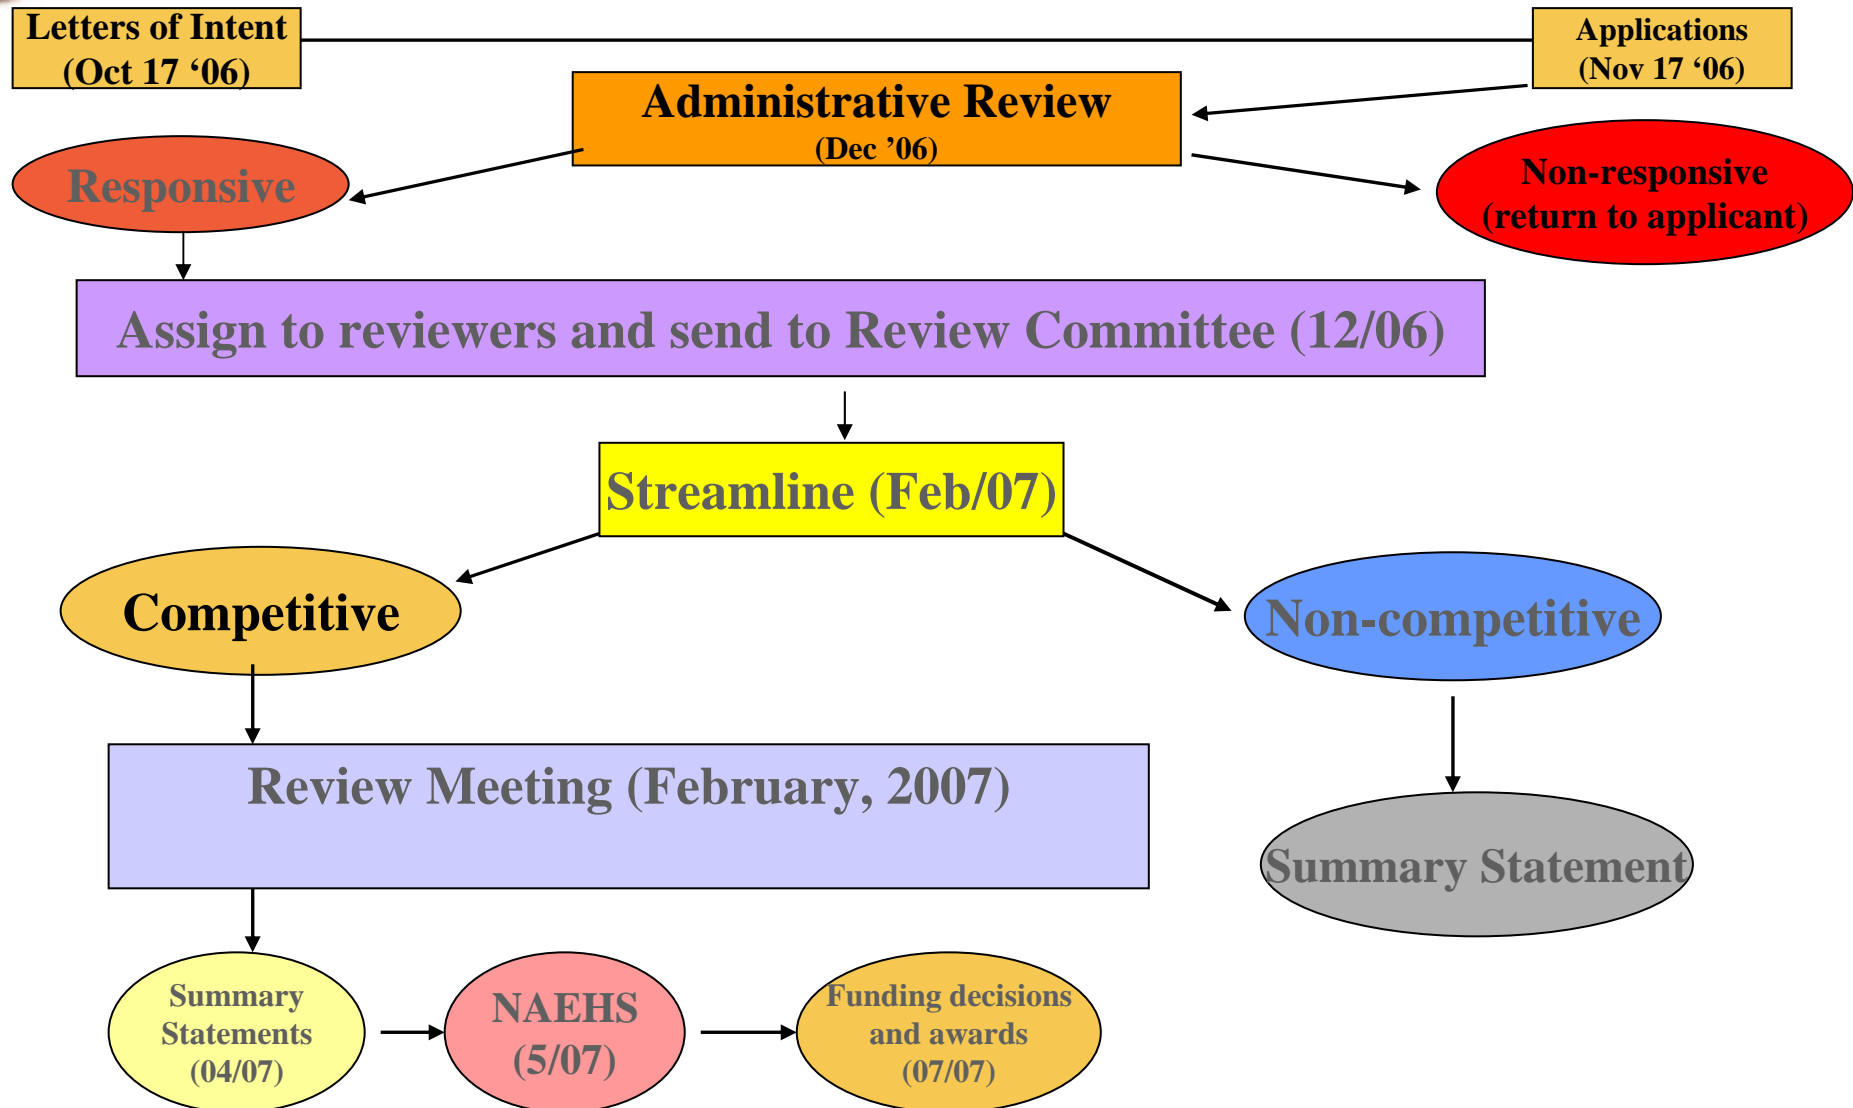 Letters of Intent
(Oct 17 ‘06)
Applications
(Nov 17 ‘06)
Administrative Review
(Dec ’06)
Responsive
Non-responsive
(return to applicant)
Assign to reviewers and send to Review Committee (12/06)
Streamline (Feb/07)
Competitive
Non-competitive
Review Meeting (February, 2007)
Summary Statement
Summary
Statements
(04/07)
NAEHS
(5/07)
Funding decisions
and awards
(07/07)